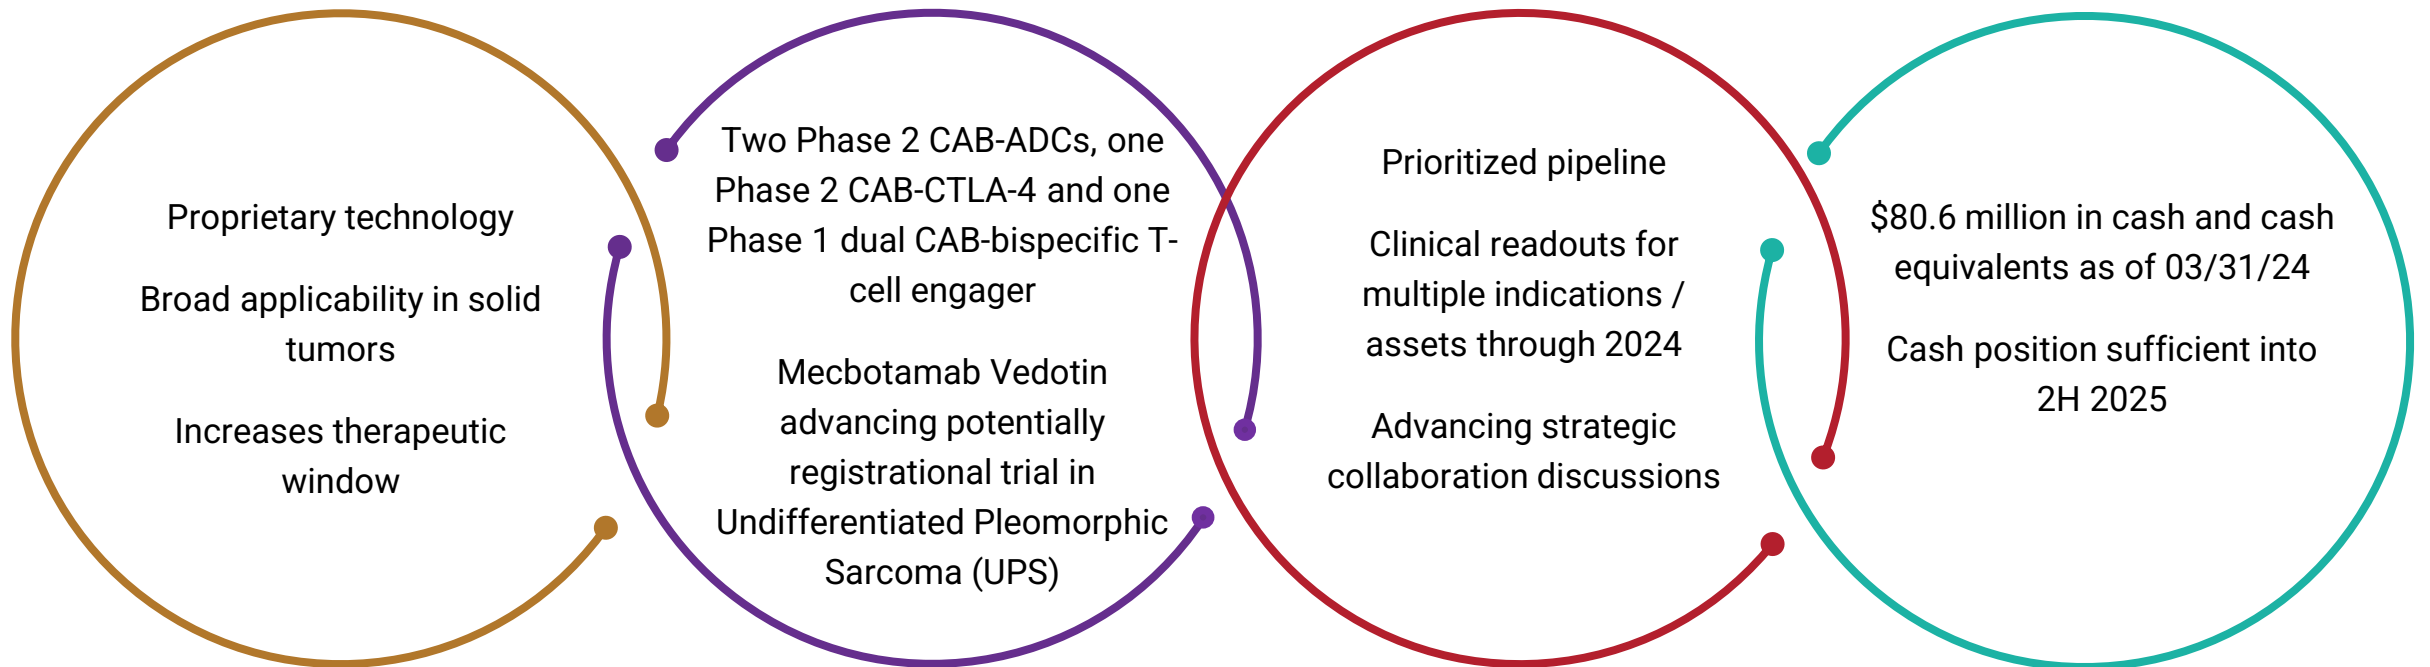 Proprietary technology
Broad applicability in solid
tumors
Increases therapeutic
window
Two Phase 2 CAB-ADCs, one
Phase 2 CAB-CTLA-4 and one
Phase 1 dual CAB-bispecific T-
cell engager
Mecbotamab Vedotin
advancing potentially
registrational trial in
Undifferentiated Pleomorphic
Sarcoma (UPS)
Prioritized pipeline
Clinical readouts for
multiple indications /
assets through 2024
Advancing strategic
collaboration discussions
$80.6 million in cash and cash
equivalents as of 03/31/24
Cash position sufficient into
2H 2025